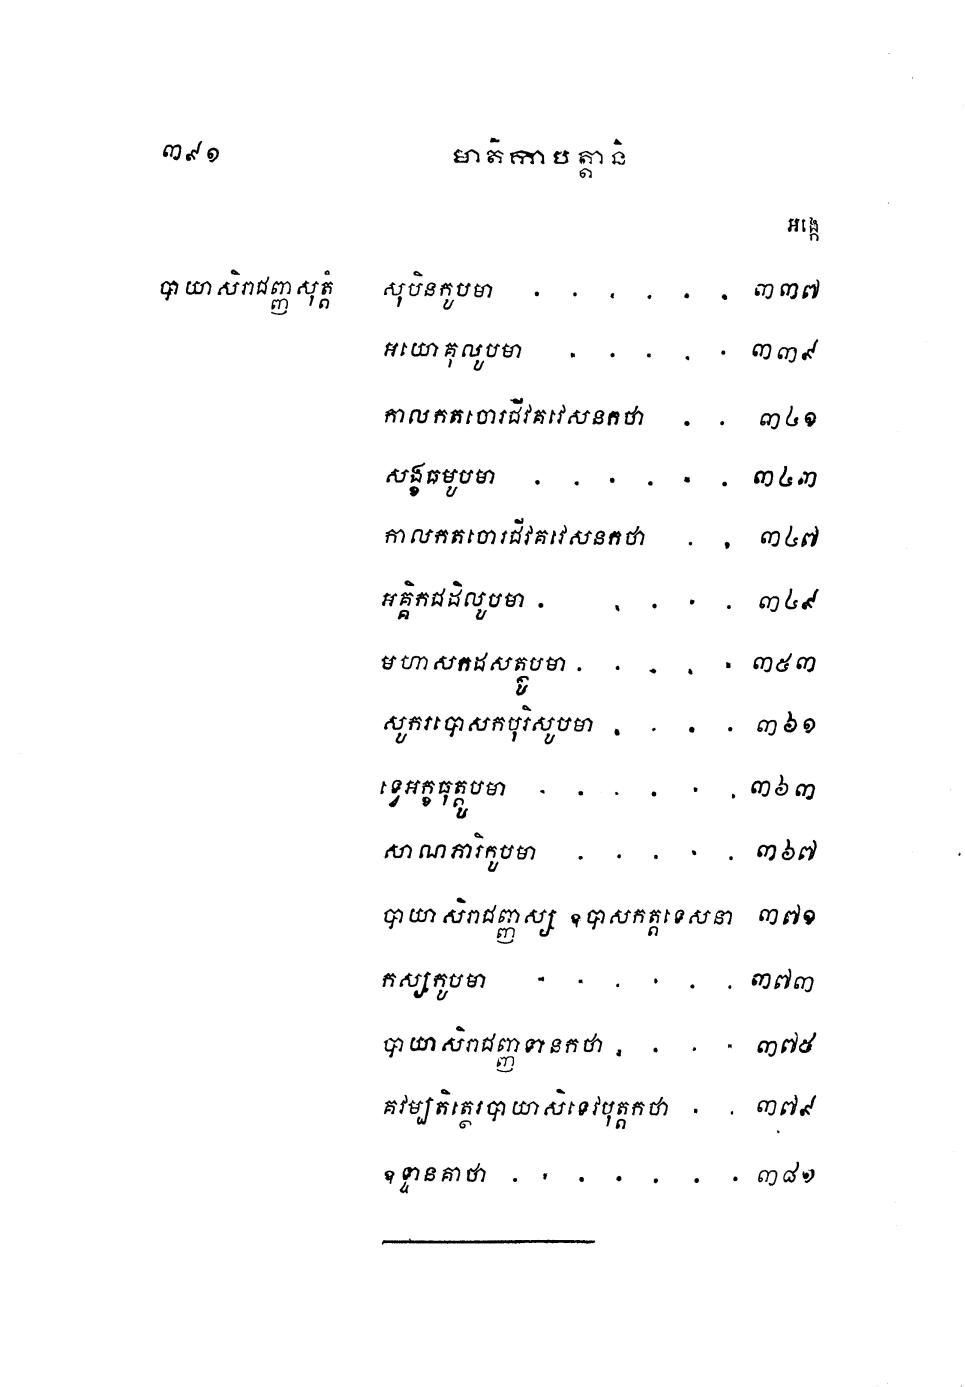 ៣៩១ មាតិកាបត្តានិ
អង្កេ
បាយាសិរាជញ្ញសុត្តំ សុបិនកូបមា . . . . . . ៣៣៧
អយោគុលូបមា . . . . . ៣៣៩
កាលកតចោរជីវគវេសនកថា . . ៣៤១
សង្ខធមូបមា . . . . . . ៣៤៣
កាលកតចោរជីវគវេសនកថា . . ៣៤៧
អគ្គិកជដិលូបមា . . . . . ៣៤៩
មហាសកដសត្ថូបមា . . . . . ៣៥៣
សូករបោសកបុរិសូបមា . . . . ៣៦១
ទ្វេអក្ខធុត្តូបមា . . . . . . ៣៦៣
សាណភារិកូបមា . . . . . ៣៦៧
បាយាសិរាជញ្ញស្ស ឧបាសកត្តទេសនា ៣៧១
កស្សកូបមា . . . . . . ៣៧៣
បាយាសិរាជញ្ញទានកថា . . . . ៣៧៥
គវម្បតិត្ថេរបាយាសិទេវបុត្តកថា . . ៣៧៩
ឧទ្ទានគាថា . . . . . . . ៣៨១